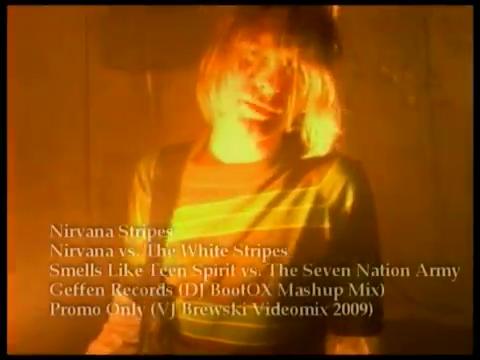 Nirvana Stripes
Nirvana vs. The White Stripes
Smells Like Teen Spirit vs. The Seven Nation Army
Geffen Records (DJ BootOX Mashup Mix)
Promo Only (VJ Brewski Videomix 2009)